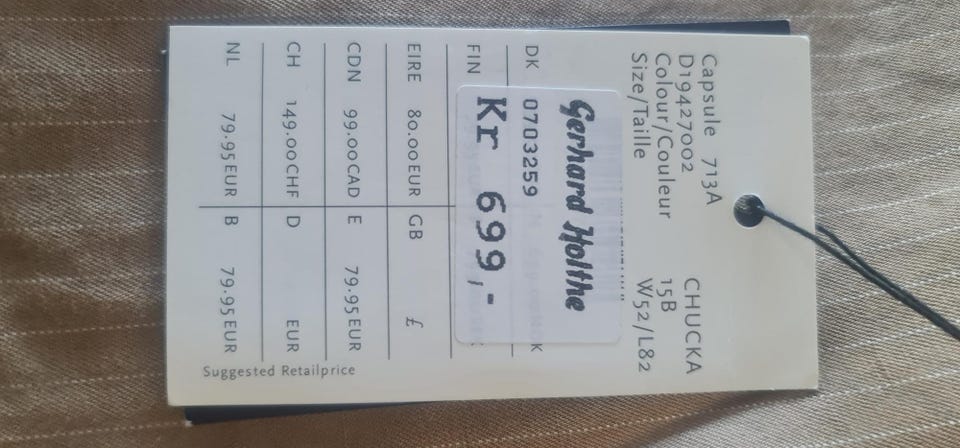 Capsule 713A CHUCKA
D19427002 15B
Colour/Couleur W52/L82
Size/Taille
Gerhard Holthe
DK 0703259
FIN Kr 699,-
EIRE 80.00EUR GB £
CDN 99.00CAD E 79.95EUR
CH 149.00CHF D EUR
NL 79.95EUR B 79.95EUR
Suggested Retailprice